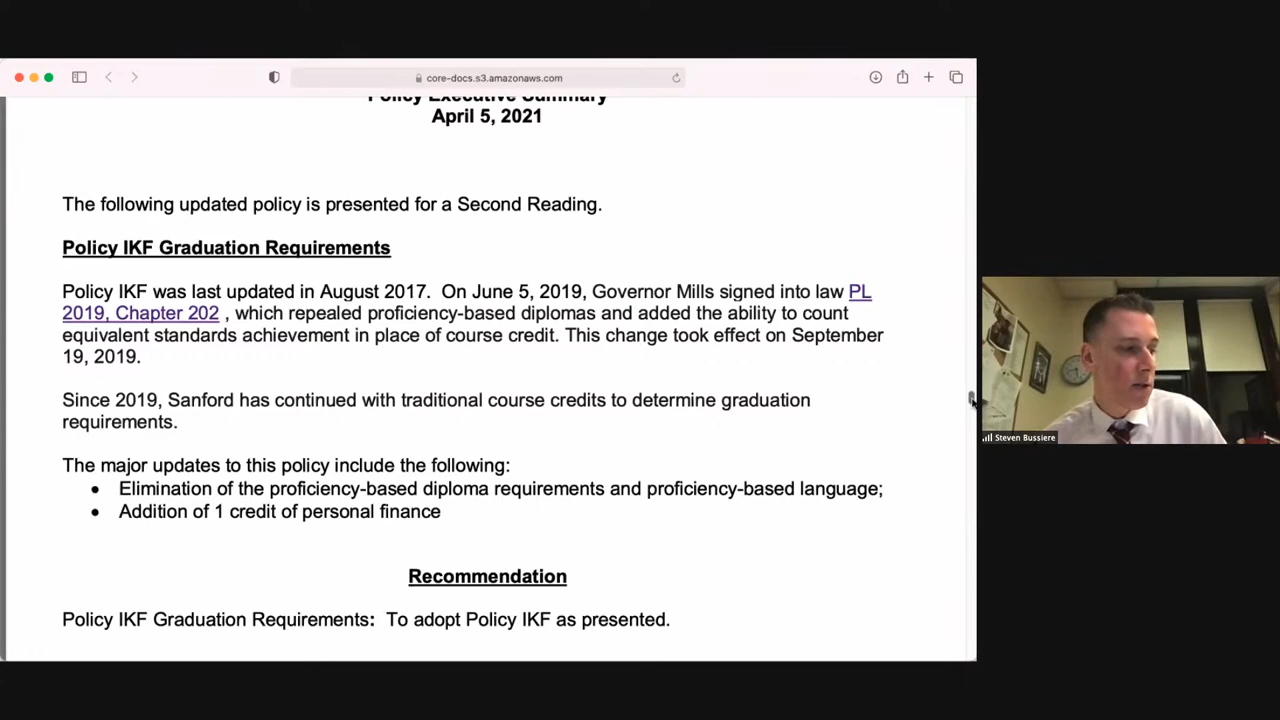 core-docs.s3.amazonaws.com
Policy Executive Summary
April 5, 2021
The following updated policy is presented for a Second Reading.
Policy IKF Graduation Requirements
Policy IKF was last updated in August 2017.  On June 5, 2019, Governor Mills signed into law PL
2019, Chapter 202 , which repealed proficiency-based diplomas and added the ability to count
equivalent standards achievement in place of course credit. This change took effect on September
19, 2019.
Since 2019, Sanford has continued with traditional course credits to determine graduation
requirements.
The major updates to this policy include the following:
• Elimination of the proficiency-based diploma requirements and proficiency-based language;
• Addition of 1 credit of personal finance
Recommendation
Policy IKF Graduation Requirements:  To adopt Policy IKF as presented.
Steven Bussiere